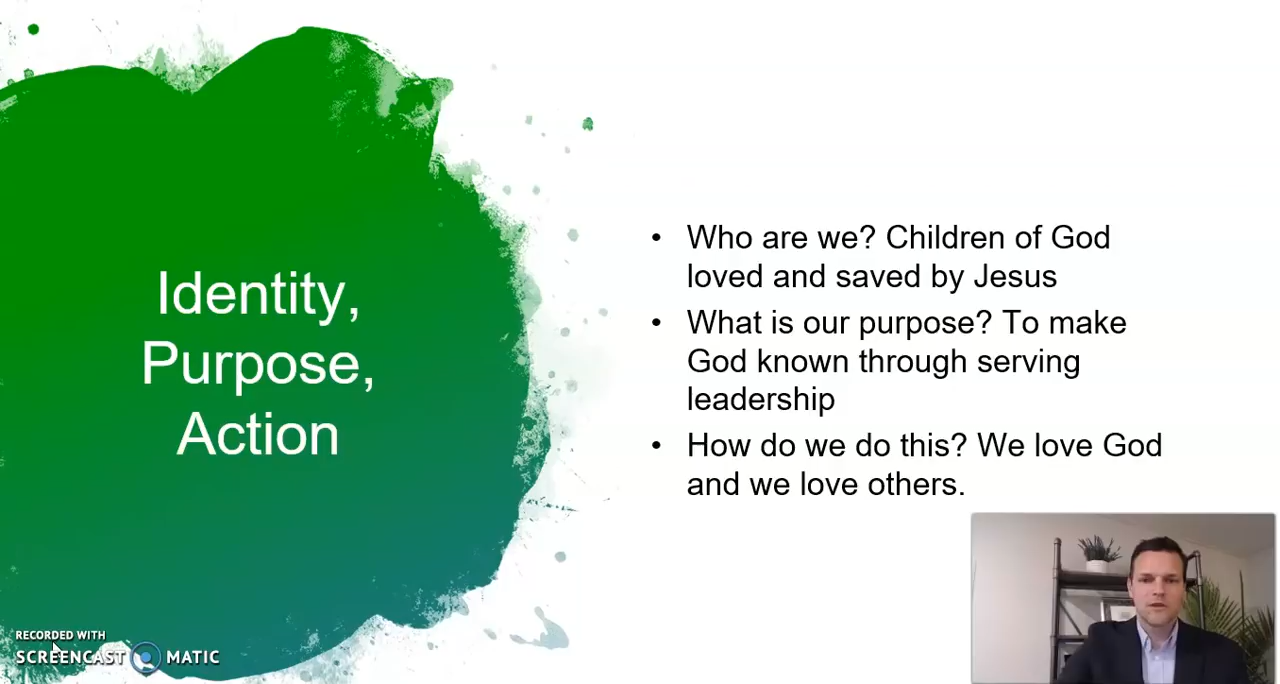 Identity,
Purpose,
Action
• Who are we? Children of God
loved and saved by Jesus
• What is our purpose? To make
God known through serving
leadership
• How do we do this? We love God
and we love others.
RECORDED WITH
SCREENCAST MATIC